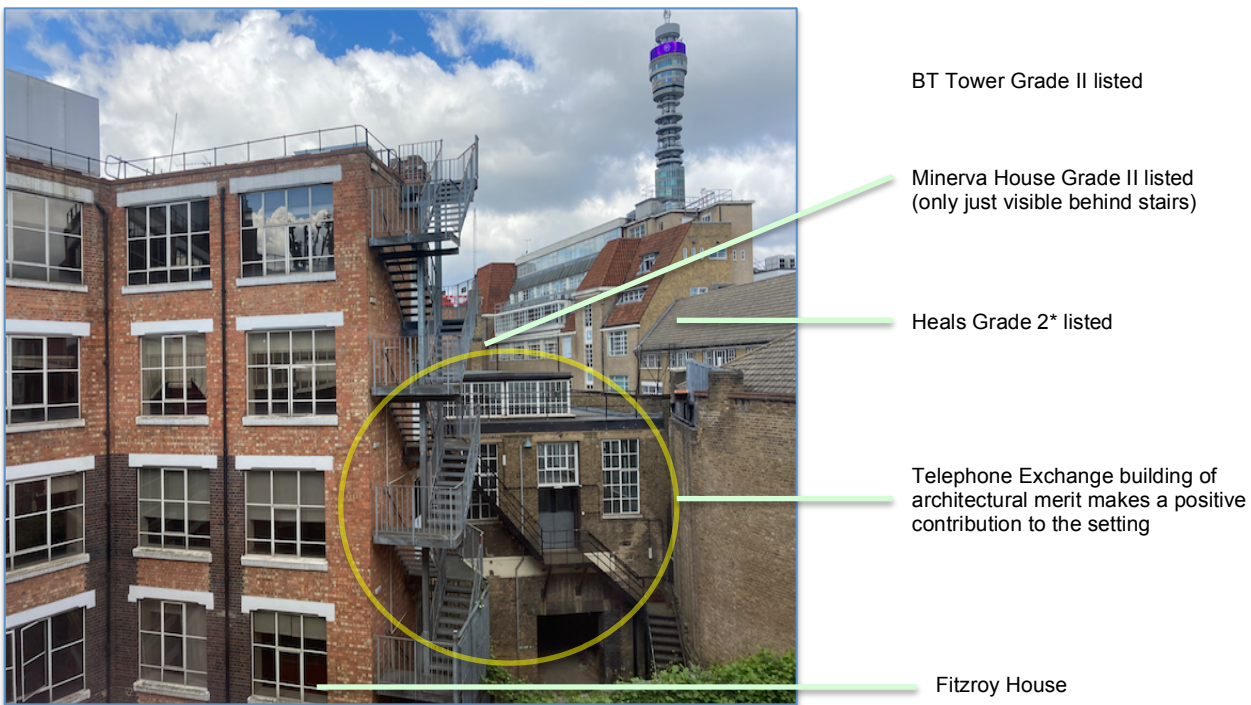 BT Tower Grade II listed
Minerva House Grade II listed
(only just visible behind stairs)
Heals Grade 2* listed
Telephone Exchange building of
architectural merit makes a positive
contribution to the setting
Fitzroy House